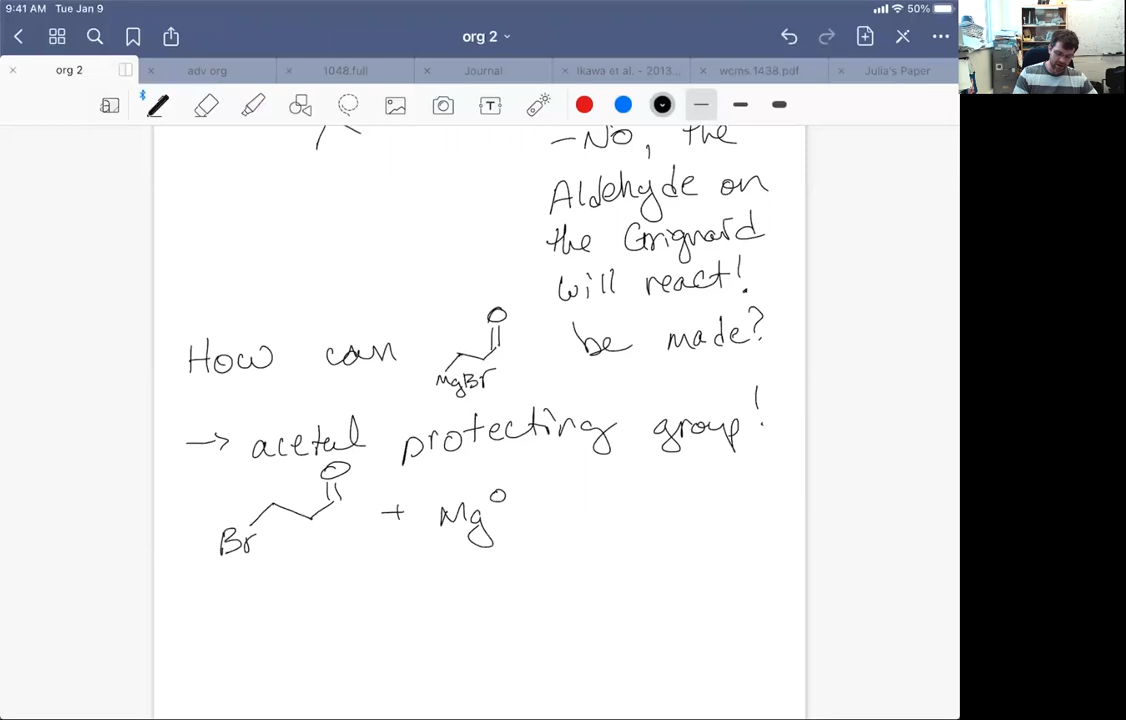 9:41 AM Tue Jan 9
50%
org 2
org 2
adv org
1048.full
Journal
Ikawa et al. - 2013...
wcms.1438.pdf
Julia's Paper
T
- No, the
Aldehyde on
the Grignard
will react!
How can
O
MgBr
be made?
→ acetal protecting group!
O
Br
+ Mg⁰